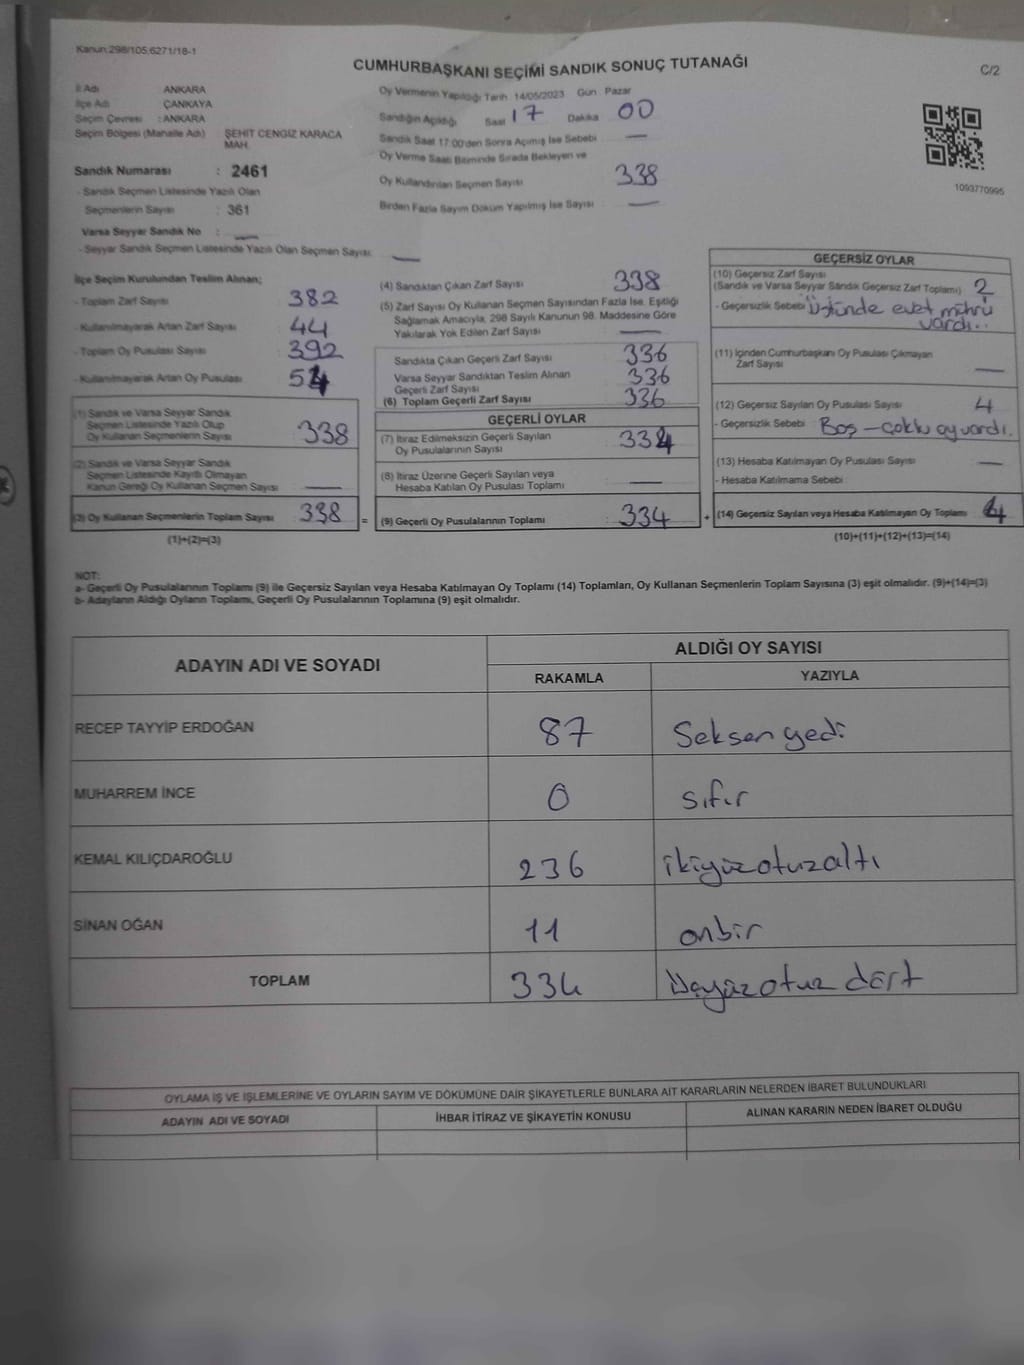 Kanun:298/105,6271/18-1
CUMHURBAŞKANI SEÇİMİ SANDIK SONUÇ TUTANAĞI
C/2
İl Adı ANKARA
İlçe Adı ÇANKAYA
Seçim Çevresi : ANKARA
Seçim Bölgesi (Mahalle Adı) : ŞEHİT CENGİZ KARACA MAH.
Sandık Numarası : 2461
- Sandık Seçmen Listesinde Yazılı Olan
Seçmenlerin Sayısı : 361
Varsa Seyyar Sandık No : —
- Seyyar Sandık Seçmen Listesinde Yazılı Olan Seçmen Sayısı: —
Oy Vermenin Yapıldığı Tarih 14/05/2023 Gün Pazar
Sandığın Açıldığı Saat 17 Dakika 00
Sandık Saat 17:00'den Sonra Açımış İse Sebebi —
Oy Verme Saati Bitiminde Sırada Bekleyen ve
Oy Kullandırılan Seçmen Sayısı 338
Birden Fazla Sayım Döküm Yapılmış İse Sayısı —
1093770995
İlçe Seçim Kurulundan Teslim Alınan;
- Toplam Zarf Sayısı 382
- Kullanılmayarak Artan Zarf Sayısı 44
- Toplam Oy Pusulası Sayısı 392
- Kullanılmayarak Artan Oy Pusulası 54
(1) Sandık ve Varsa Seyyar Sandık
Seçmen Listesinde Yazılı Olup
Oy Kullanan Seçmenlerin Sayısı 338
(2) Sandık ve Varsa Seyyar Sandık
Seçmen Listesinde Kayıtlı Olmayan
Kanun Gereği Oy Kullanan Seçmen Sayısı —
(3) Oy Kullanan Seçmenlerin Toplam Sayısı 338 =
(1)+(2)=(3)
(4) Sandıktan Çıkan Zarf Sayısı 338
(5) Zarf Sayısı Oy Kullanan Seçmen Sayısından Fazla İse, Eşitliği
Sağlamak Amacıyla, 298 Sayılı Kanunun 98. Maddesine Göre
Yakılarak Yok Edilen Zarf Sayısı —
Sandıkta Çıkan Geçerli Zarf Sayısı 336
Varsa Seyyar Sandıktan Teslim Alınan
Geçerli Zarf Sayısı 336
(6) Toplam Geçerli Zarf Sayısı 336
GEÇERLİ OYLAR
(7) İtiraz Edilmeksizin Geçerli Sayılan
Oy Pusulalarının Sayısı 334
(8) İtiraz Üzerine Geçerli Sayılan veya
Hesaba Katılan Oy Pusulası Toplamı —
(9) Geçerli Oy Pusulalarının Toplamı : 334 +
GEÇERSİZ OYLAR
(10) Geçersiz Zarf Sayısı
(Sandık ve Varsa Seyyar Sandık Geçersiz Zarf Toplamı) 2
- Geçersizlik Sebebi Üstünde evet mührü
vardı..
(11) İçinden Cumhurbaşkanı Oy Pusulası Çıkmayan
Zarf Sayısı —
(12) Geçersiz Sayılan Oy Pusulası Sayısı 4
- Geçersizlik Sebebi : Boş – çoklu oy vardı.
(13) Hesaba Katılmayan Oy Pusulası Sayısı —
- Hesaba Katılmama Sebebi
(14) Geçersiz Sayılan veya Hesaba Katılmayan Oy Toplamı 4
(10)+(11)+(12)+(13)=(14)
NOT:
a- Geçerli Oy Pusulalarının Toplamı (9) ile Geçersiz Sayılan veya Hesaba Katılmayan Oy Toplamı (14) Toplamları, Oy Kullanan Seçmenlerin Toplam Sayısına (3) eşit olmalıdır. (9)+(14)=(3)
b- Adayların Aldığı Oyların Toplamı, Geçerli Oy Pusulalarının Toplamına (9) eşit olmalıdır.
ADAYIN ADI VE SOYADI
ALDIĞI OY SAYISI
RAKAMLA YAZIYLA
RECEP TAYYİP ERDOĞAN 87 Seksenyedi
MUHARREM İNCE 0 sıfır
KEMAL KILIÇDAROĞLU 236 ikiyüzotuzaltı
SİNAN OĞAN 11 onbir
TOPLAM 334 Üçyüzotuz dört
OYLAMA İŞ VE İŞLEMLERİNE VE OYLARIN SAYIM VE DÖKÜMÜNE DAİR ŞİKAYETLERLE BUNLARA AİT KARARLARIN NELERDEN İBARET BULUNDUKLARI
ADAYIN ADI VE SOYADI İHBAR İTİRAZ VE ŞİKAYETİN KONUSU ALINAN KARARIN NEDEN İBARET OLDUĞU